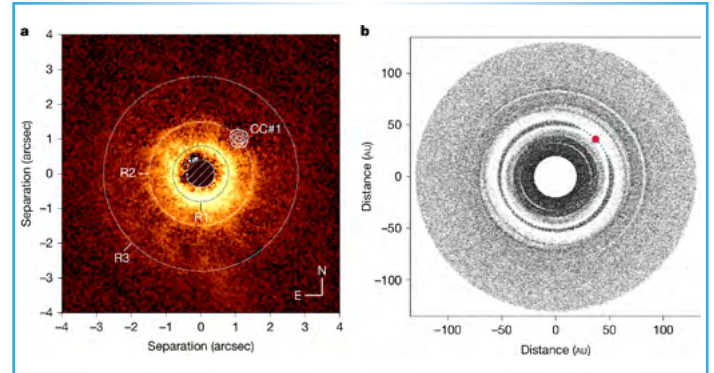 a
Separation (arcsec)
4
3
2
1
0
−1
−2
−3
−4
CC#1
R2
R1
R3
N
E
−4 −3 −2 −1 0 1 2 3 4
Separation (arcsec)
b
Distance (AU)
100
50
0
−50
−100
−100 −50 0 50 100
Distance (AU)